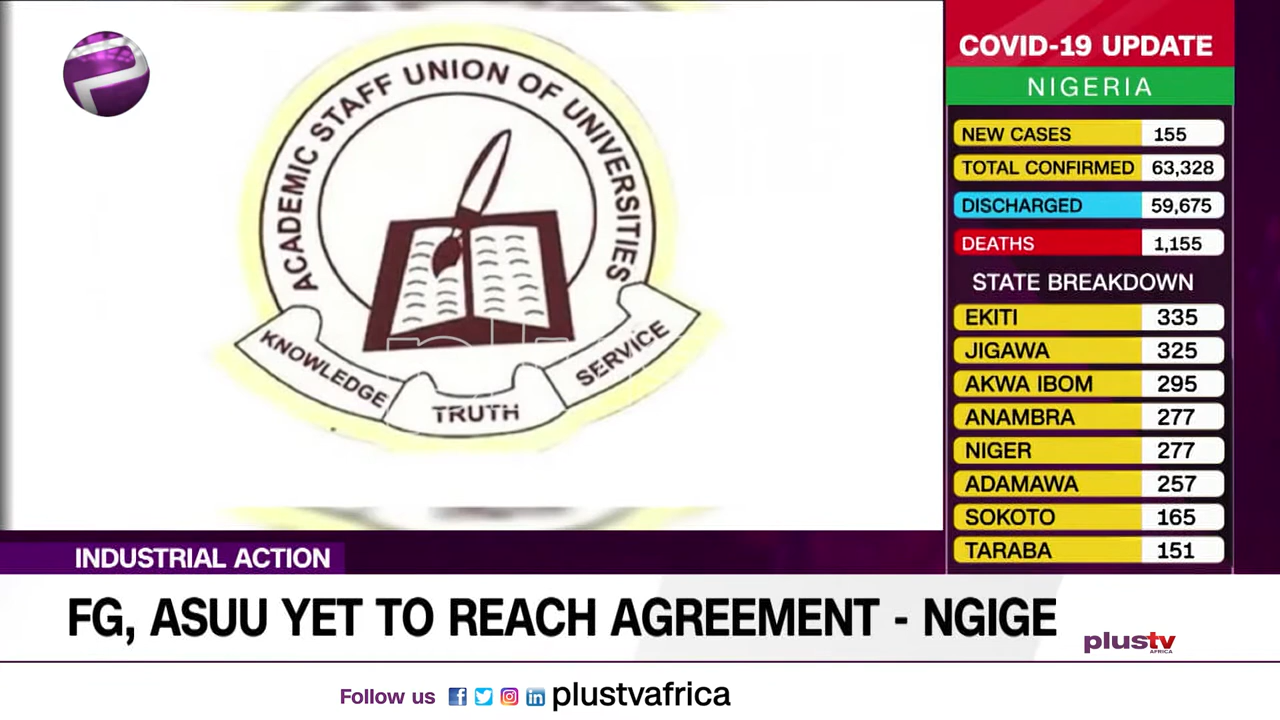 ACADEMIC STAFF UNION OF UNIVERSITIES
KNOWLEDGE
TRUTH
SERVICE
COVID-19 UPDATE
NIGERIA
NEW CASES 155
TOTAL CONFIRMED 63,328
DISCHARGED 59,675
DEATHS 1,155
STATE BREAKDOWN
EKITI 335
JIGAWA 325
AKWA IBOM 295
ANAMBRA 277
NIGER 277
ADAMAWA 257
SOKOTO 165
TARABA 151
INDUSTRIAL ACTION
FG, ASUU YET TO REACH AGREEMENT - NGIGE
plustv
AFRICA
Follow us plustvafrica